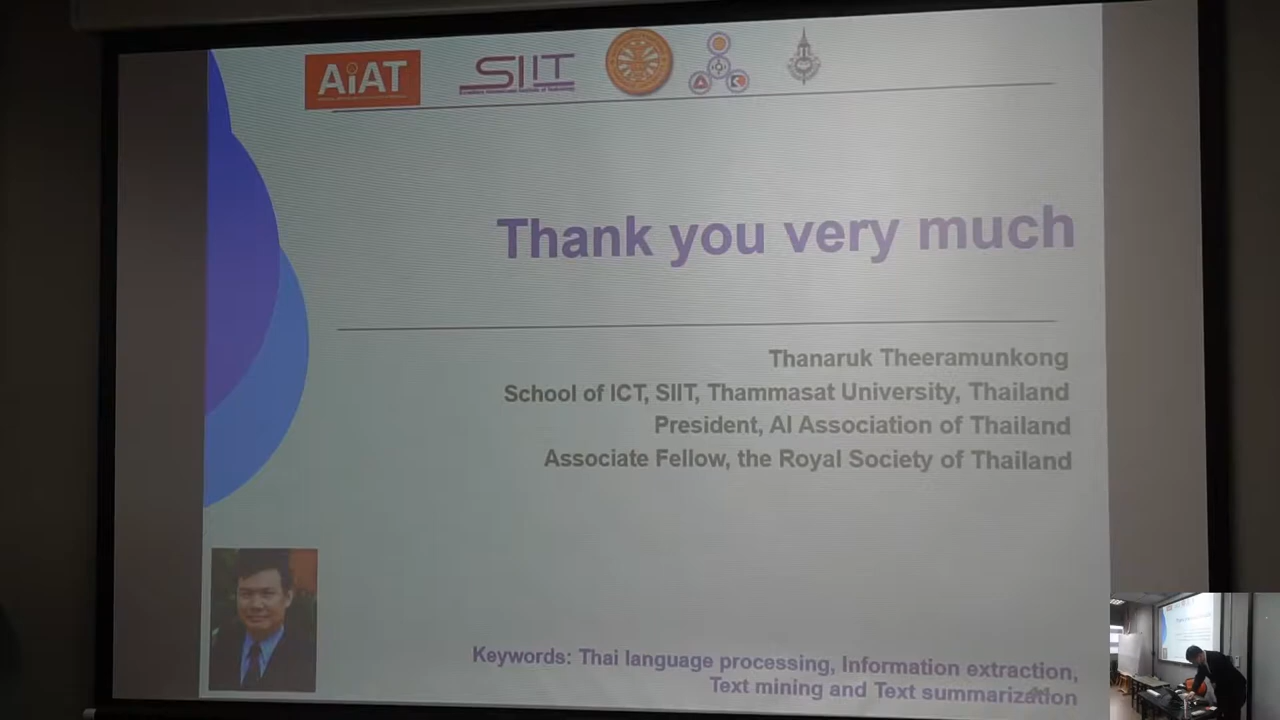 AiAT
SIIT
Thank you very much
Thanaruk Theeramunkong
School of ICT, SIIT, Thammasat University, Thailand
President, AI Association of Thailand
Associate Fellow, the Royal Society of Thailand
Keywords: Thai language processing, Information extraction,
Text mining and Text summarization